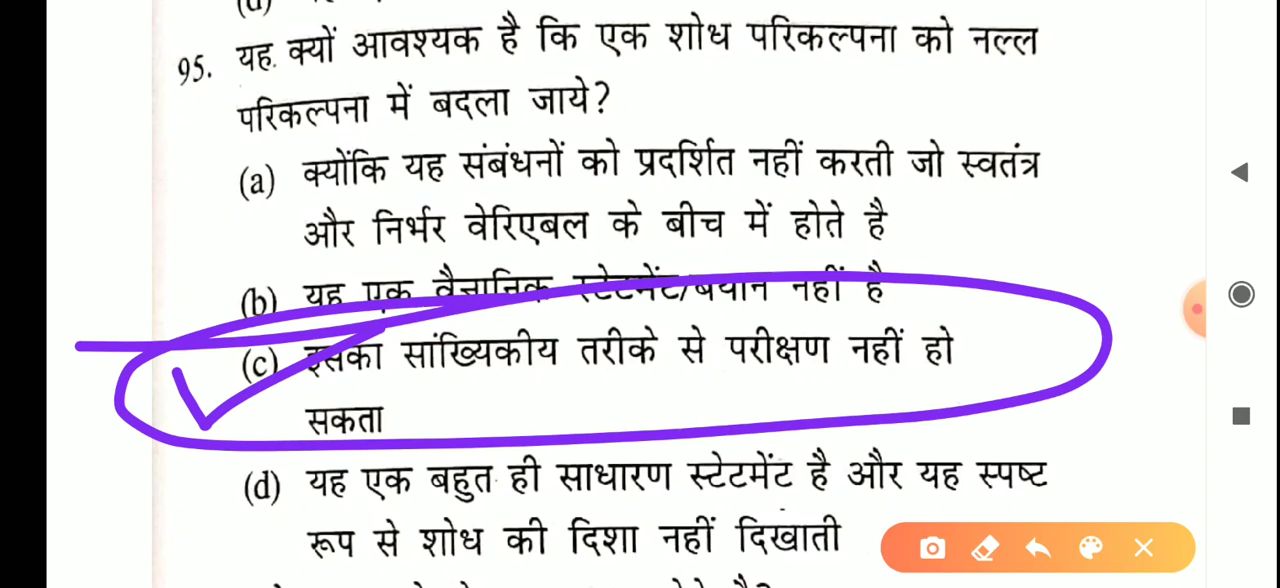 (d)
95. यह क्यों आवश्यक है कि एक शोध परिकल्पना को नल्ल
परिकल्पना में बदला जाये?
(a) क्योंकि यह संबंधनों को प्रदर्शित नहीं करती जो स्वतंत्र
और निर्भर वेरिएबल के बीच में होते है
(b) यह एक वैज्ञानिक स्टेटमेंट/बयान नहीं है
(c) इसका सांख्यिकीय तरीके से परीक्षण नहीं हो
सकता
(d) यह एक बहुत ही साधारण स्टेटमेंट है और यह स्पष्ट
रूप से शोध की दिशा नहीं दिखाती